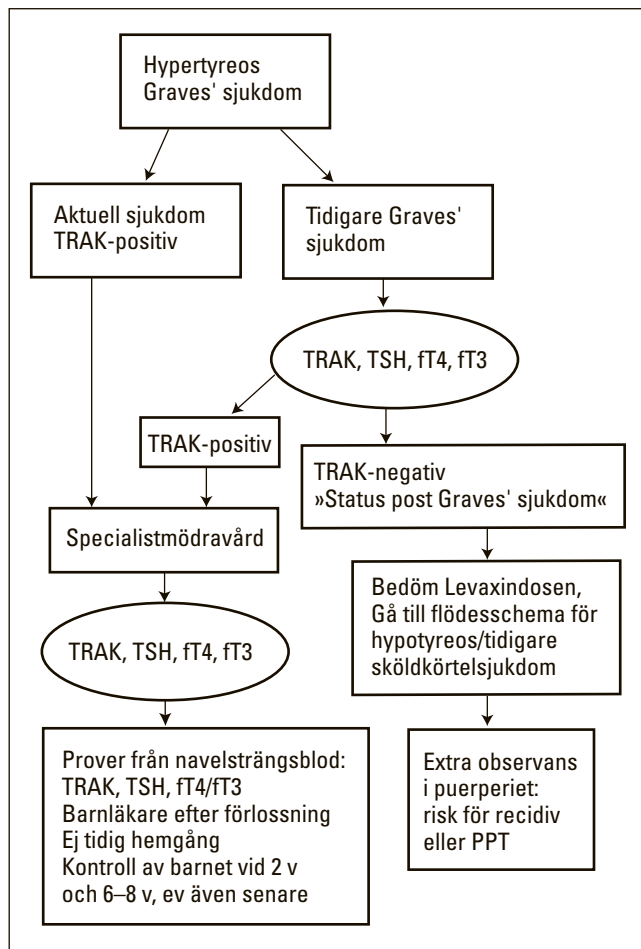 Hypertyreos
Graves' sjukdom
Aktuell sjukdom
TRAK-positiv
Tidigare Graves'
sjukdom
TRAK, TSH, fT4, fT3
TRAK-positiv
TRAK-negativ
»Status post Graves' sjukdom«
Specialistmödravård
Bedöm Levaxindosen,
Gå till flödesschema för
hypotyreos/tidigare
sköldkörtelsjukdom
TRAK, TSH, fT4, fT3
Prover från navelsträngsblod:
TRAK, TSH, fT4/fT3
Barnläkare efter förlossning
Ej tidig hemgång
Kontroll av barnet vid 2 v
och 6–8 v, ev även senare
Extra observans
i puerperiet:
risk för recidiv
eller PPT